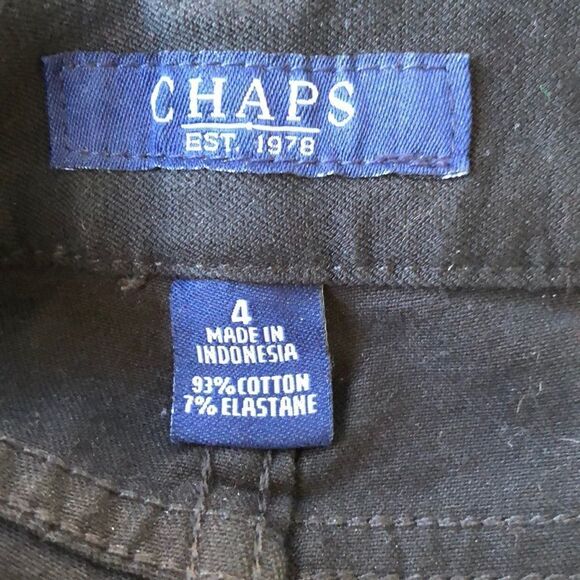 CHAPS
EST. 1978
4
MADE IN
INDONESIA
93% COTTON
7% ELASTANE